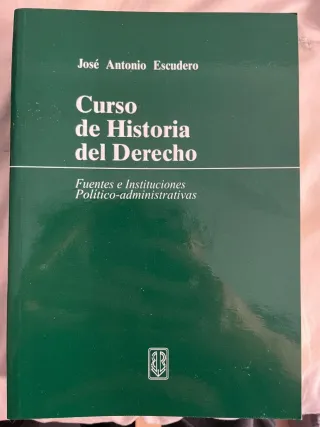 José Antonio Escudero
Curso
de Historia
del Derecho
Fuentes e Instituciones
Político-administrativas